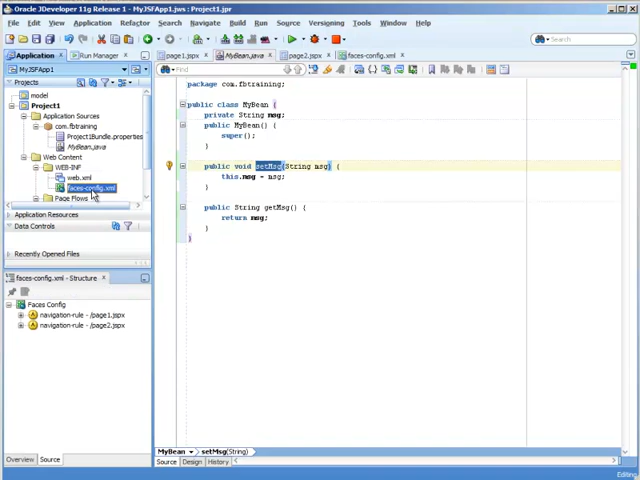 Oracle JDeveloper 11g Release 1 - MyJSFApp1.jws : Project1.jpr
File Edit View Application Refactor Search Navigate Build Run Source Versioning Tools Window Help
Search
Application Run Manager
page1.jspx MyBean.java page2.jspx faces-config.xml
MyJSFApp1
Find
Projects
model
Project1
Application Sources
com.fbtraining
Project1Bundle.properties
MyBean.java
Web Content
WEB-INF
web.xml
faces-config.xml
Page Flows
Application Resources
Data Controls
Recently Opened Files
faces-config.xml - Structure
Faces Config
navigation-rule - /page1.jspx
navigation-rule - /page2.jspx
Overview Source
package com.fbtraining;
public class MyBean {
private String msg;
public MyBean() {
super();
}
public void setMsg(String msg) {
this.msg = msg;
}
public String getMsg() {
return msg;
}
}
MyBean setMsg(String)
Source Design History
Editing